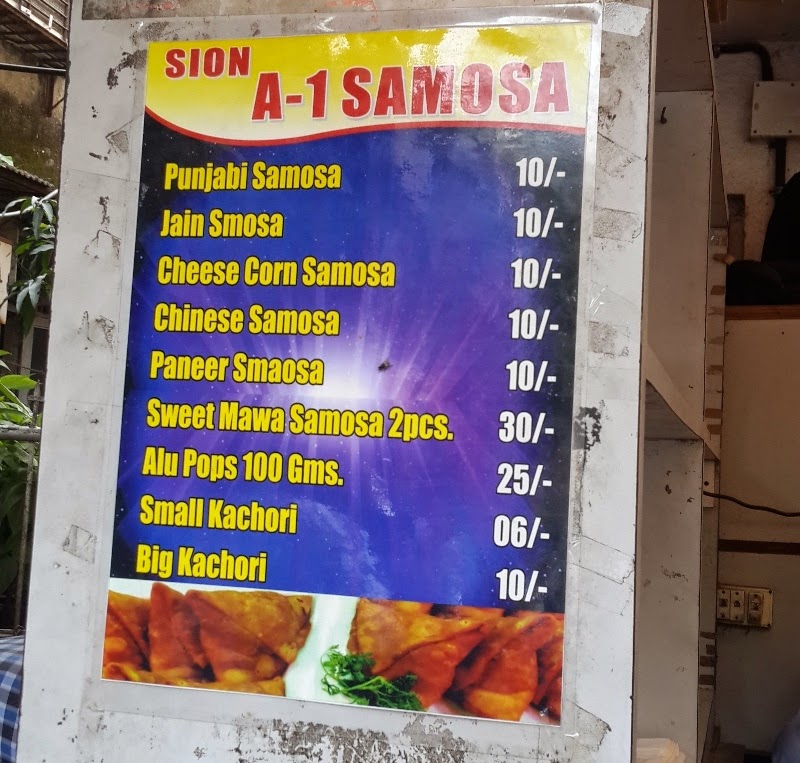 SION
A-1 SAMOSA
Punjabi Samosa 10/-
Jain Smosa 10/-
Cheese Corn Samosa 10/-
Chinese Samosa 10/-
Paneer Smaosa 10/-
Sweet Mawa Samosa 2pcs. 30/-
Alu Pops 100 Gms. 25/-
Small Kachori 06/-
Big Kachori 10/-